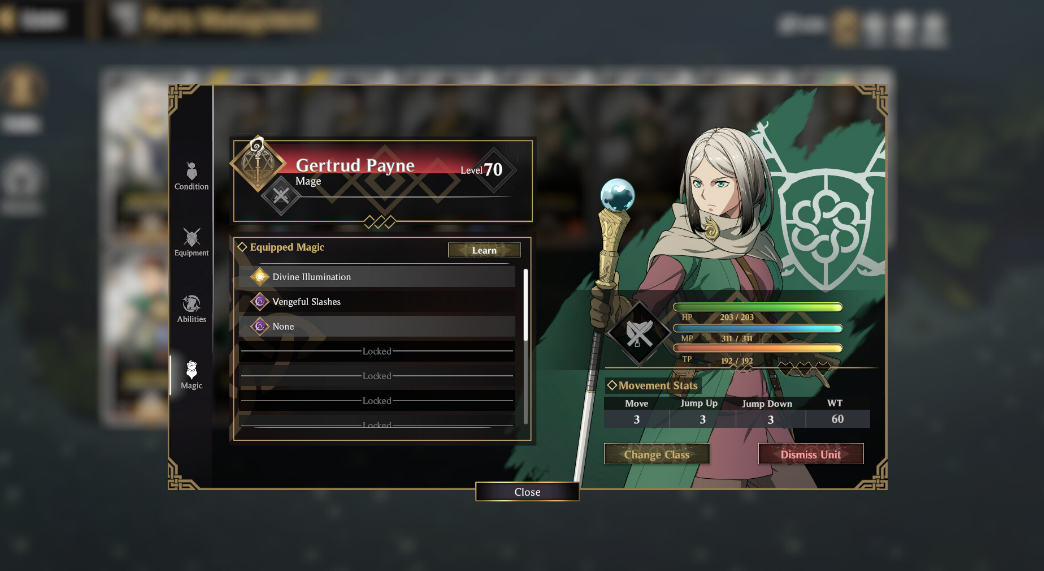 Party Management
Gertrud Payne
Level 70
Mage
Condition
Equipment
Abilities
Magic
Equipped Magic
Learn
Divine Illumination
Vengeful Slashes
None
Locked
Locked
Locked
Locked
HP 203 / 203
MP 311 / 311
TP 192 / 192
Movement Stats
Move Jump Up Jump Down WT
3 3 3 60
Change Class
Dismiss Unit
Close